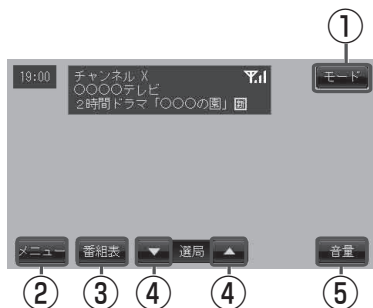 ①
19:00
チャンネル X
○○○○テレビ
2時間ドラマ「○○○の園」新
モード
メニュー 番組表 ▼ 選局 ▲ 音量
② ③ ④ ④ ⑤